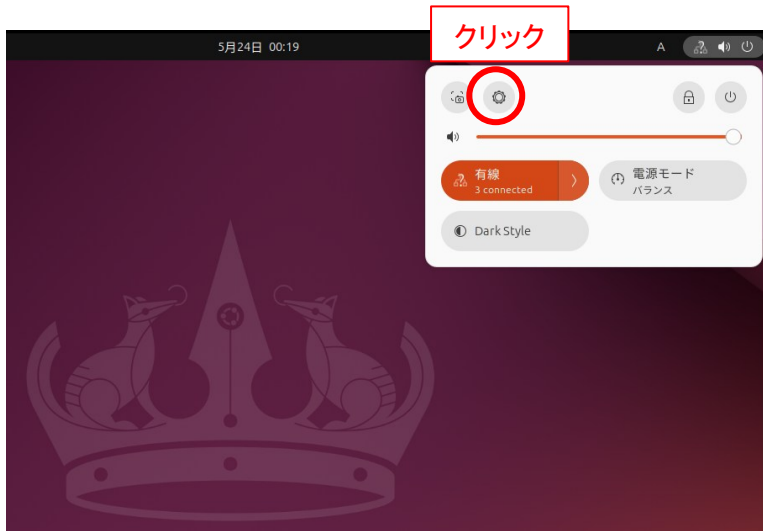 クリック
5月24日 00:19
A
有線
3 connected
電源モード
バランス
Dark Style